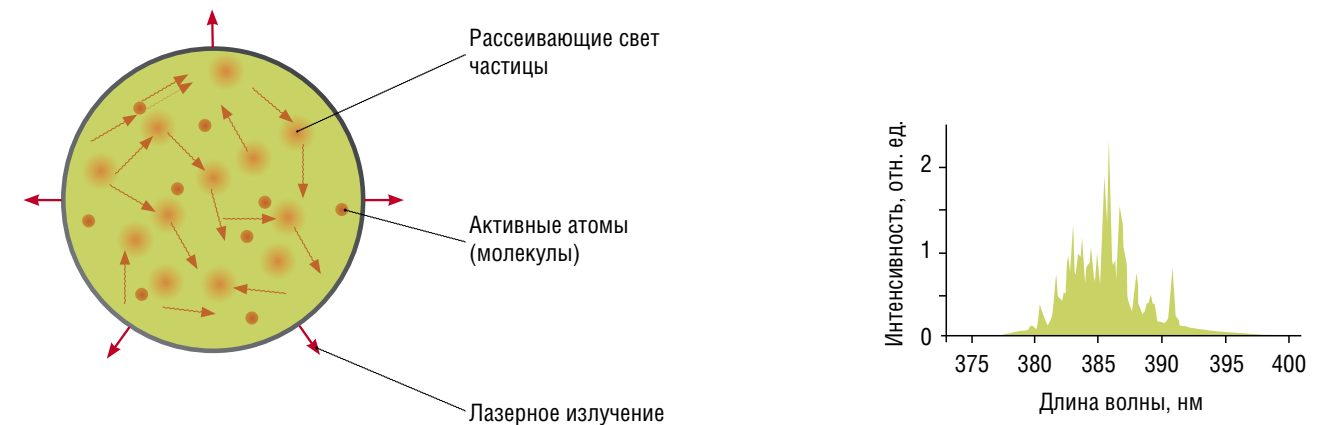 Рассеивающие свет
частицы
Активные атомы
(молекулы)
Лазерное излучение
Интенсивность, отн. ед.
2
1
0
375 380 385 390 395 400
Длина волны, нм